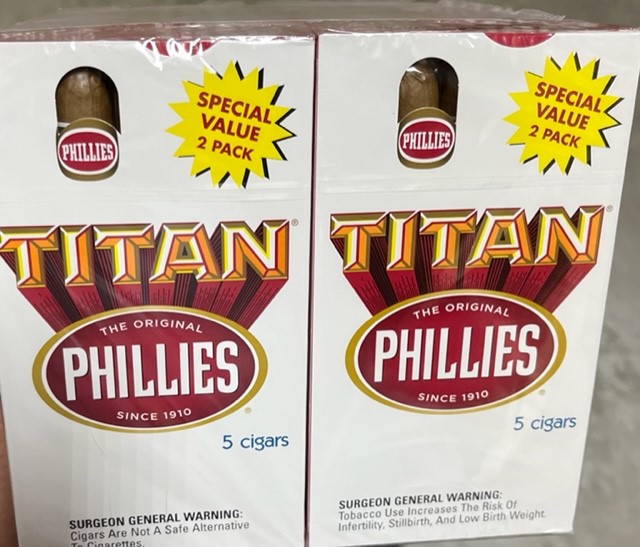 SPECIAL
VALUE
2 PACK
PHILLIES
TITAN®
THE ORIGINAL
PHILLIES
SINCE 1910
®
5 cigars
SURGEON GENERAL WARNING:
Cigars Are Not A Safe Alternative
To Cigarettes.
SPECIAL
VALUE
2 PACK
PHILLIES
TITAN®
THE ORIGINAL
PHILLIES
SINCE 1910
®
5 cigars
SURGEON GENERAL WARNING:
Tobacco Use Increases The Risk Of
Infertility, Stillbirth, And Low Birth Weight.